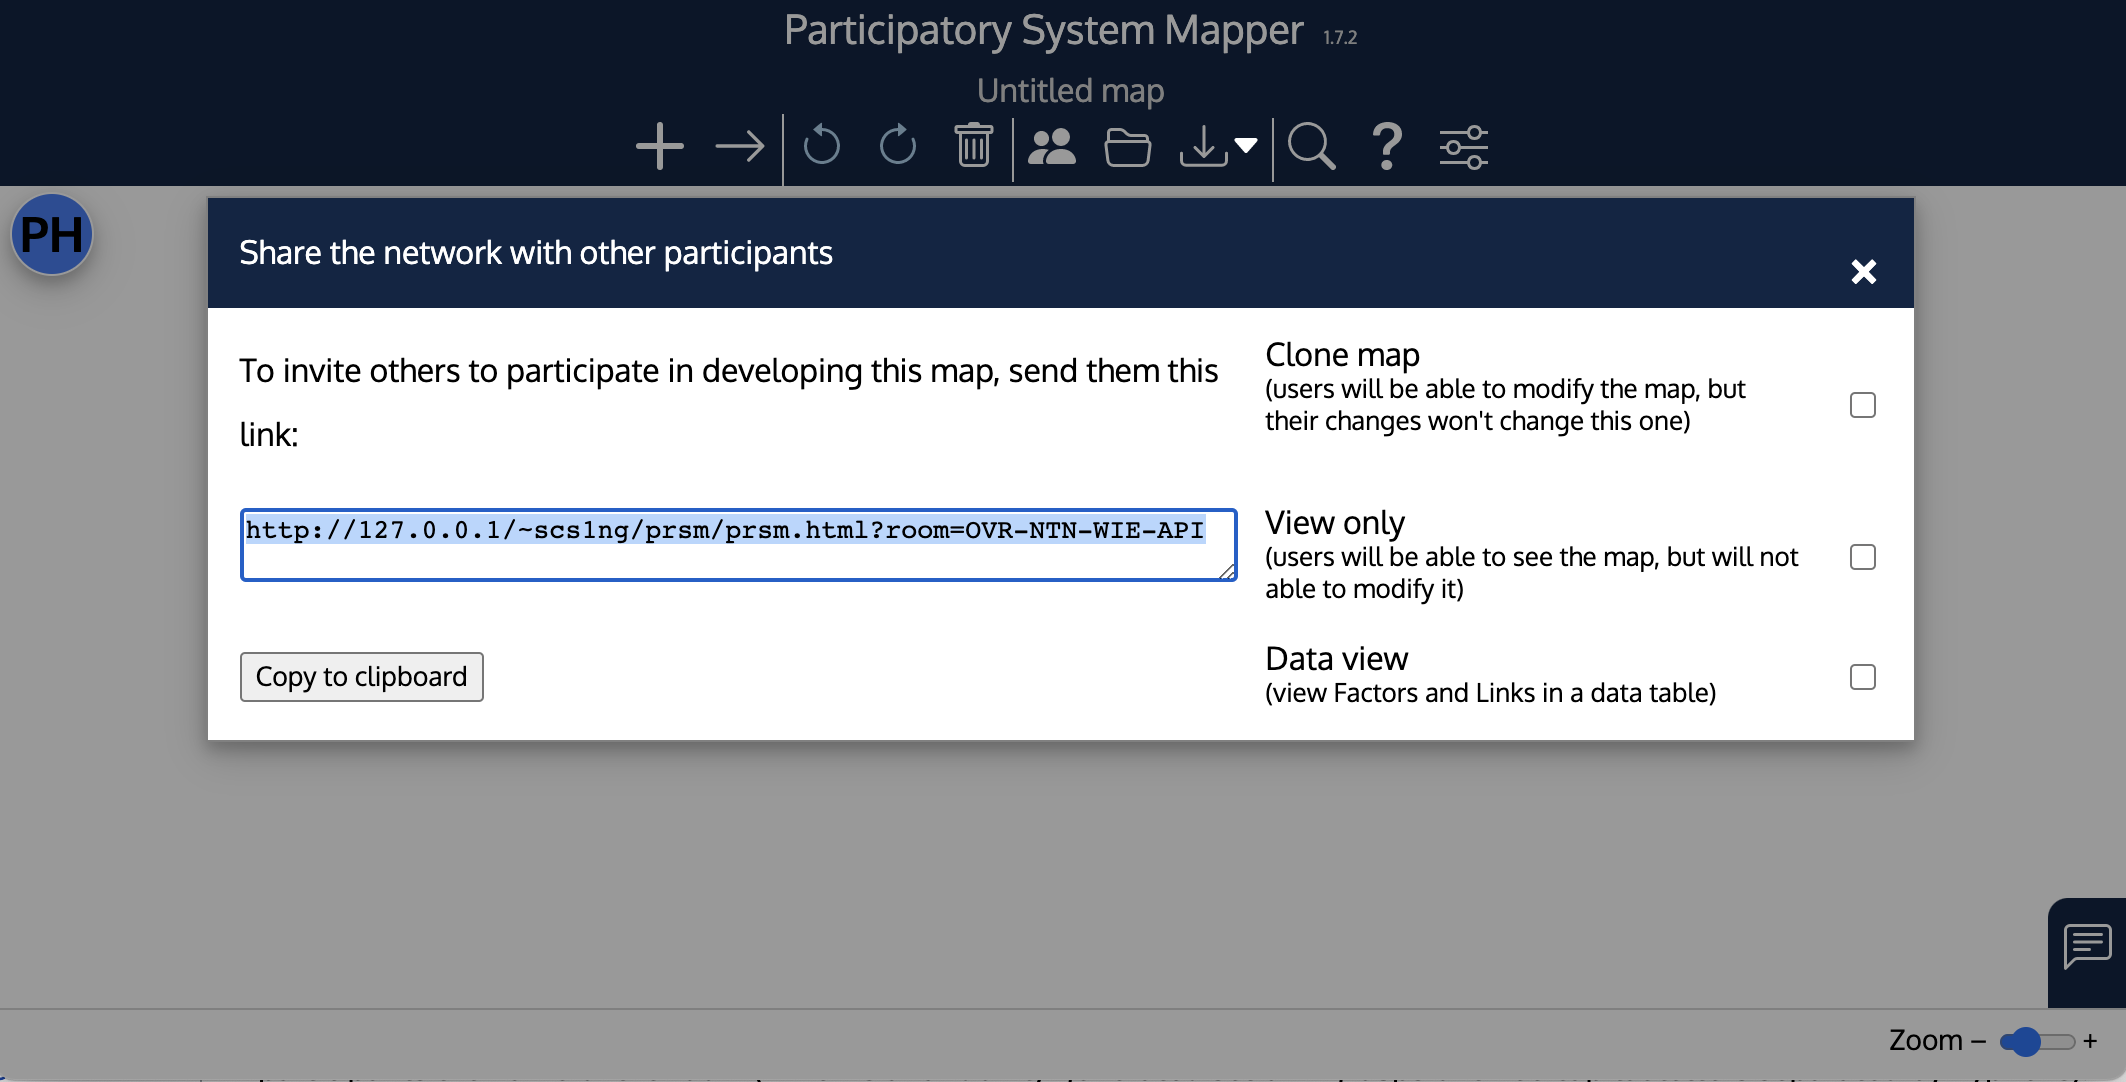 Participatory System Mapper 1.7.2
Untitled map
PH
Share the network with other participants
To invite others to participate in developing this map, send them this
link:
http://127.0.0.1/~scs1ng/prsm/prsm.html?room=OVR-NTN-WIE-API
Copy to clipboard
Clone map
(users will be able to modify the map, but
their changes won't change this one)
View only
(users will be able to see the map, but will not
able to modify it)
Data view
(view Factors and Links in a data table)
Zoom – +